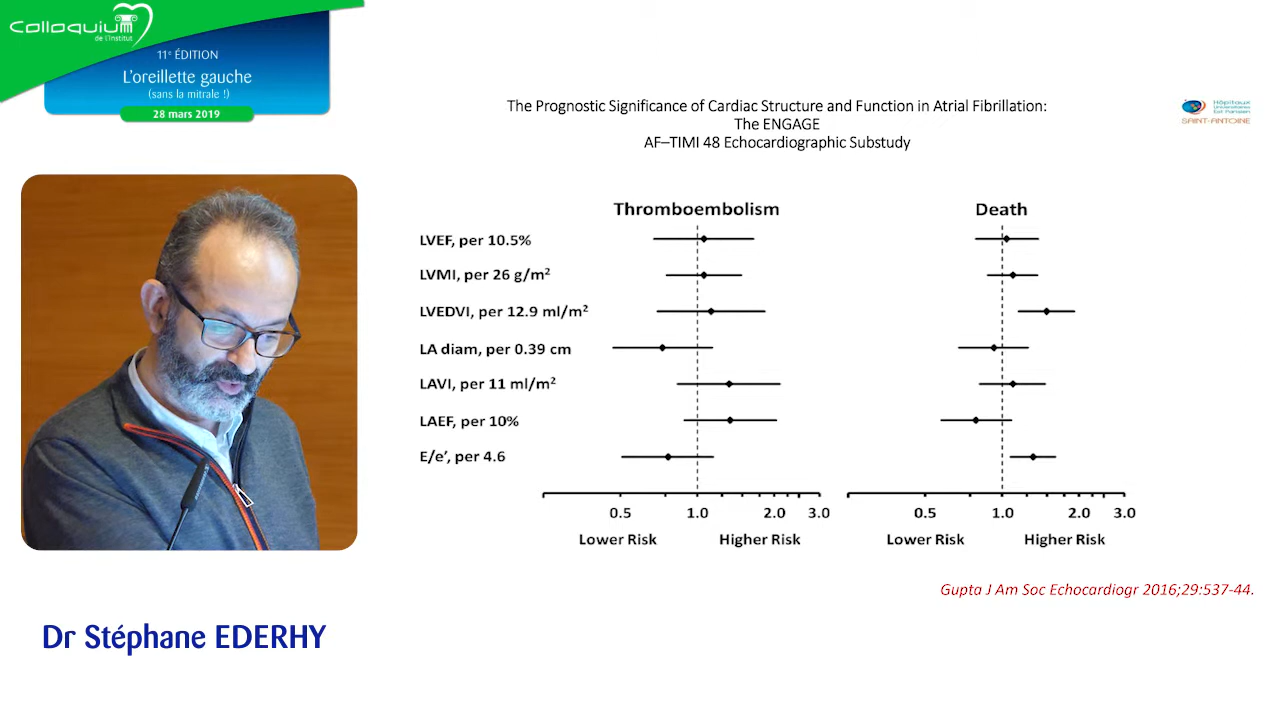 Colloquium
de l'Institut
11e ÉDITION
L'oreillette gauche
(sans la mitrale !)
28 mars 2019
The Prognostic Significance of Cardiac Structure and Function in Atrial Fibrillation:
The ENGAGE
AF–TIMI 48 Echocardiographic Substudy
Hôpitaux
Universitaires
Est Parisien
SAINT-ANTOINE
Thromboembolism
Death
LVEF, per 10.5%
LVMI, per 26 g/m²
LVEDVI, per 12.9 ml/m²
LA diam, per 0.39 cm
LAVI, per 11 ml/m²
LAEF, per 10%
E/e’, per 4.6
0.5 1.0 2.0 3.0
0.5 1.0 2.0 3.0
Lower Risk Higher Risk
Lower Risk Higher Risk
Gupta J Am Soc Echocardiogr 2016;29:537-44.
Dr Stéphane EDERHY